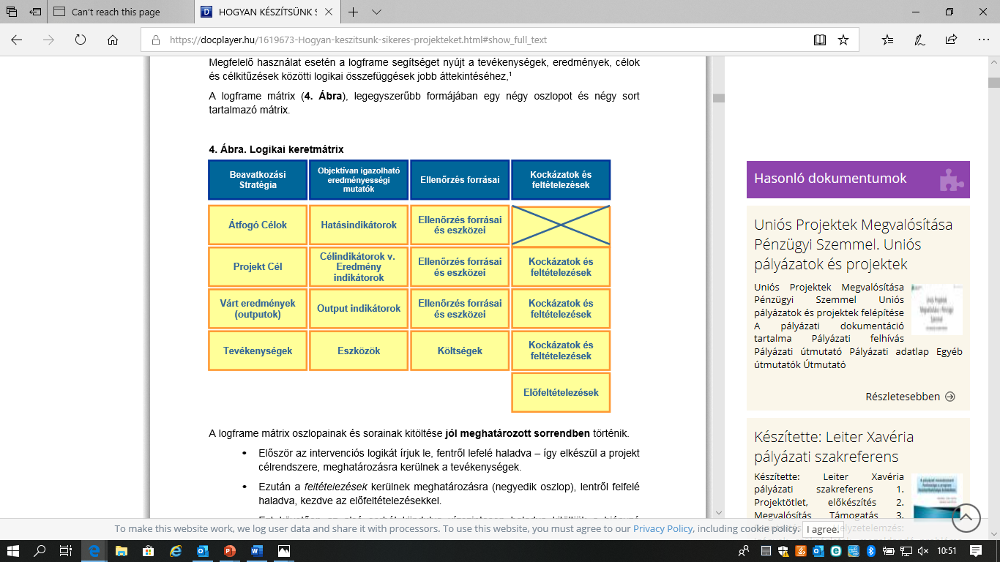 Can't reach this page
HOGYAN KÉSZÍTSÜNK S
https://docplayer.hu/1619673-Hogyan-keszitsunk-sikeres-projekteket.html#show_full_text
Megfelelő használat esetén a logframe segítséget nyújt a tevékenységek, eredmények, célok
és célkitűzések közötti logikai összefüggések jobb áttekintéséhez,¹
A logframe mátrix (4. Ábra), legegyszerűbb formájában egy négy oszlopot és négy sort
tartalmazó mátrix.
4. Ábra. Logikai keretmátrix
Beavatkozási
Stratégia
Objektívan igazolható
eredményességi
mutatók
Ellenőrzés forrásai
Kockázatok és
feltételezések
Átfogó Célok
Hatásindikátorok
Ellenőrzés forrásai
és eszközei
Projekt Cél
Célindikátorok v.
Eredmény
indikátorok
Ellenőrzés forrásai
és eszközei
Kockázatok és
feltételezések
Várt eredmények
(outputok)
Output indikátorok
Ellenőrzés forrásai
és eszközei
Kockázatok és
feltételezések
Tevékenységek
Eszközök
Költségek
Kockázatok és
feltételezések
Előfeltételezések
A logframe mátrix oszlopainak és sorainak kitöltése jól meghatározott sorrendben történik.
• Először az intervenciós logikát írjuk le, fentről lefelé haladva – így elkészül a projekt
célrendszere, meghatározásra kerülnek a tevékenységek.
• Ezután a feltételezések kerülnek meghatározásra (negyedik oszlop), lentről felfelé
haladva, kezdve az előfeltételezésekkel.
Hasonló dokumentumok
Uniós Projektek Megvalósítása
Pénzügyi Szemmel. Uniós
pályázatok és projektek
Uniós Projektek Megvalósítása
Pénzügyi Szemmel Uniós
pályázatok és projektek felépítése
A pályázati dokumentáció
tartalma Pályázati felhívás
Pályázati útmutató Pályázati adatlap Egyéb
útmutatók Útmutató
Részletesebben
Készítette: Leiter Xavéria
pályázati szakreferens
Készítette: Leiter Xavéria
pályázati szakreferens 1.
Projektötlet, előkészítés 2.
Megvalósítás Támogatás 3.
To make this website work, we log user data and share it with processors. To use this website, you must agree to our Privacy Policy, including cookie policy. I agree.
10:51